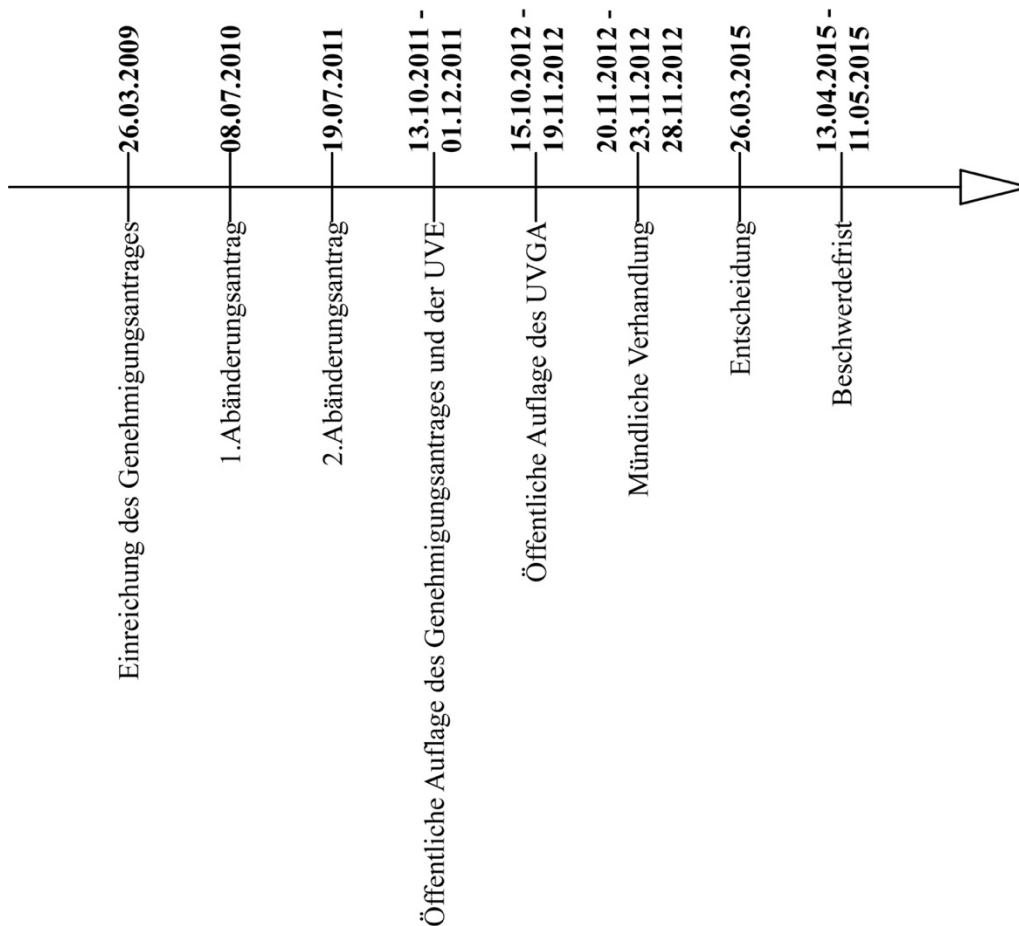 26.03.2009
Einreichung des Genehmigungsantrages
08.07.2010
1.Abänderungsantrag
19.07.2011
2.Abänderungsantrag
13.10.2011 -
01.12.2011
Öffentliche Auflage des Genehmigungsantrages und der UVE
15.10.2012 -
19.11.2012
Öffentliche Auflage des UVGA
20.11.2012 -
23.11.2012
28.11.2012
Mündliche Verhandlung
26.03.2015
Entscheidung
13.04.2015 -
11.05.2015
Beschwerdefrist